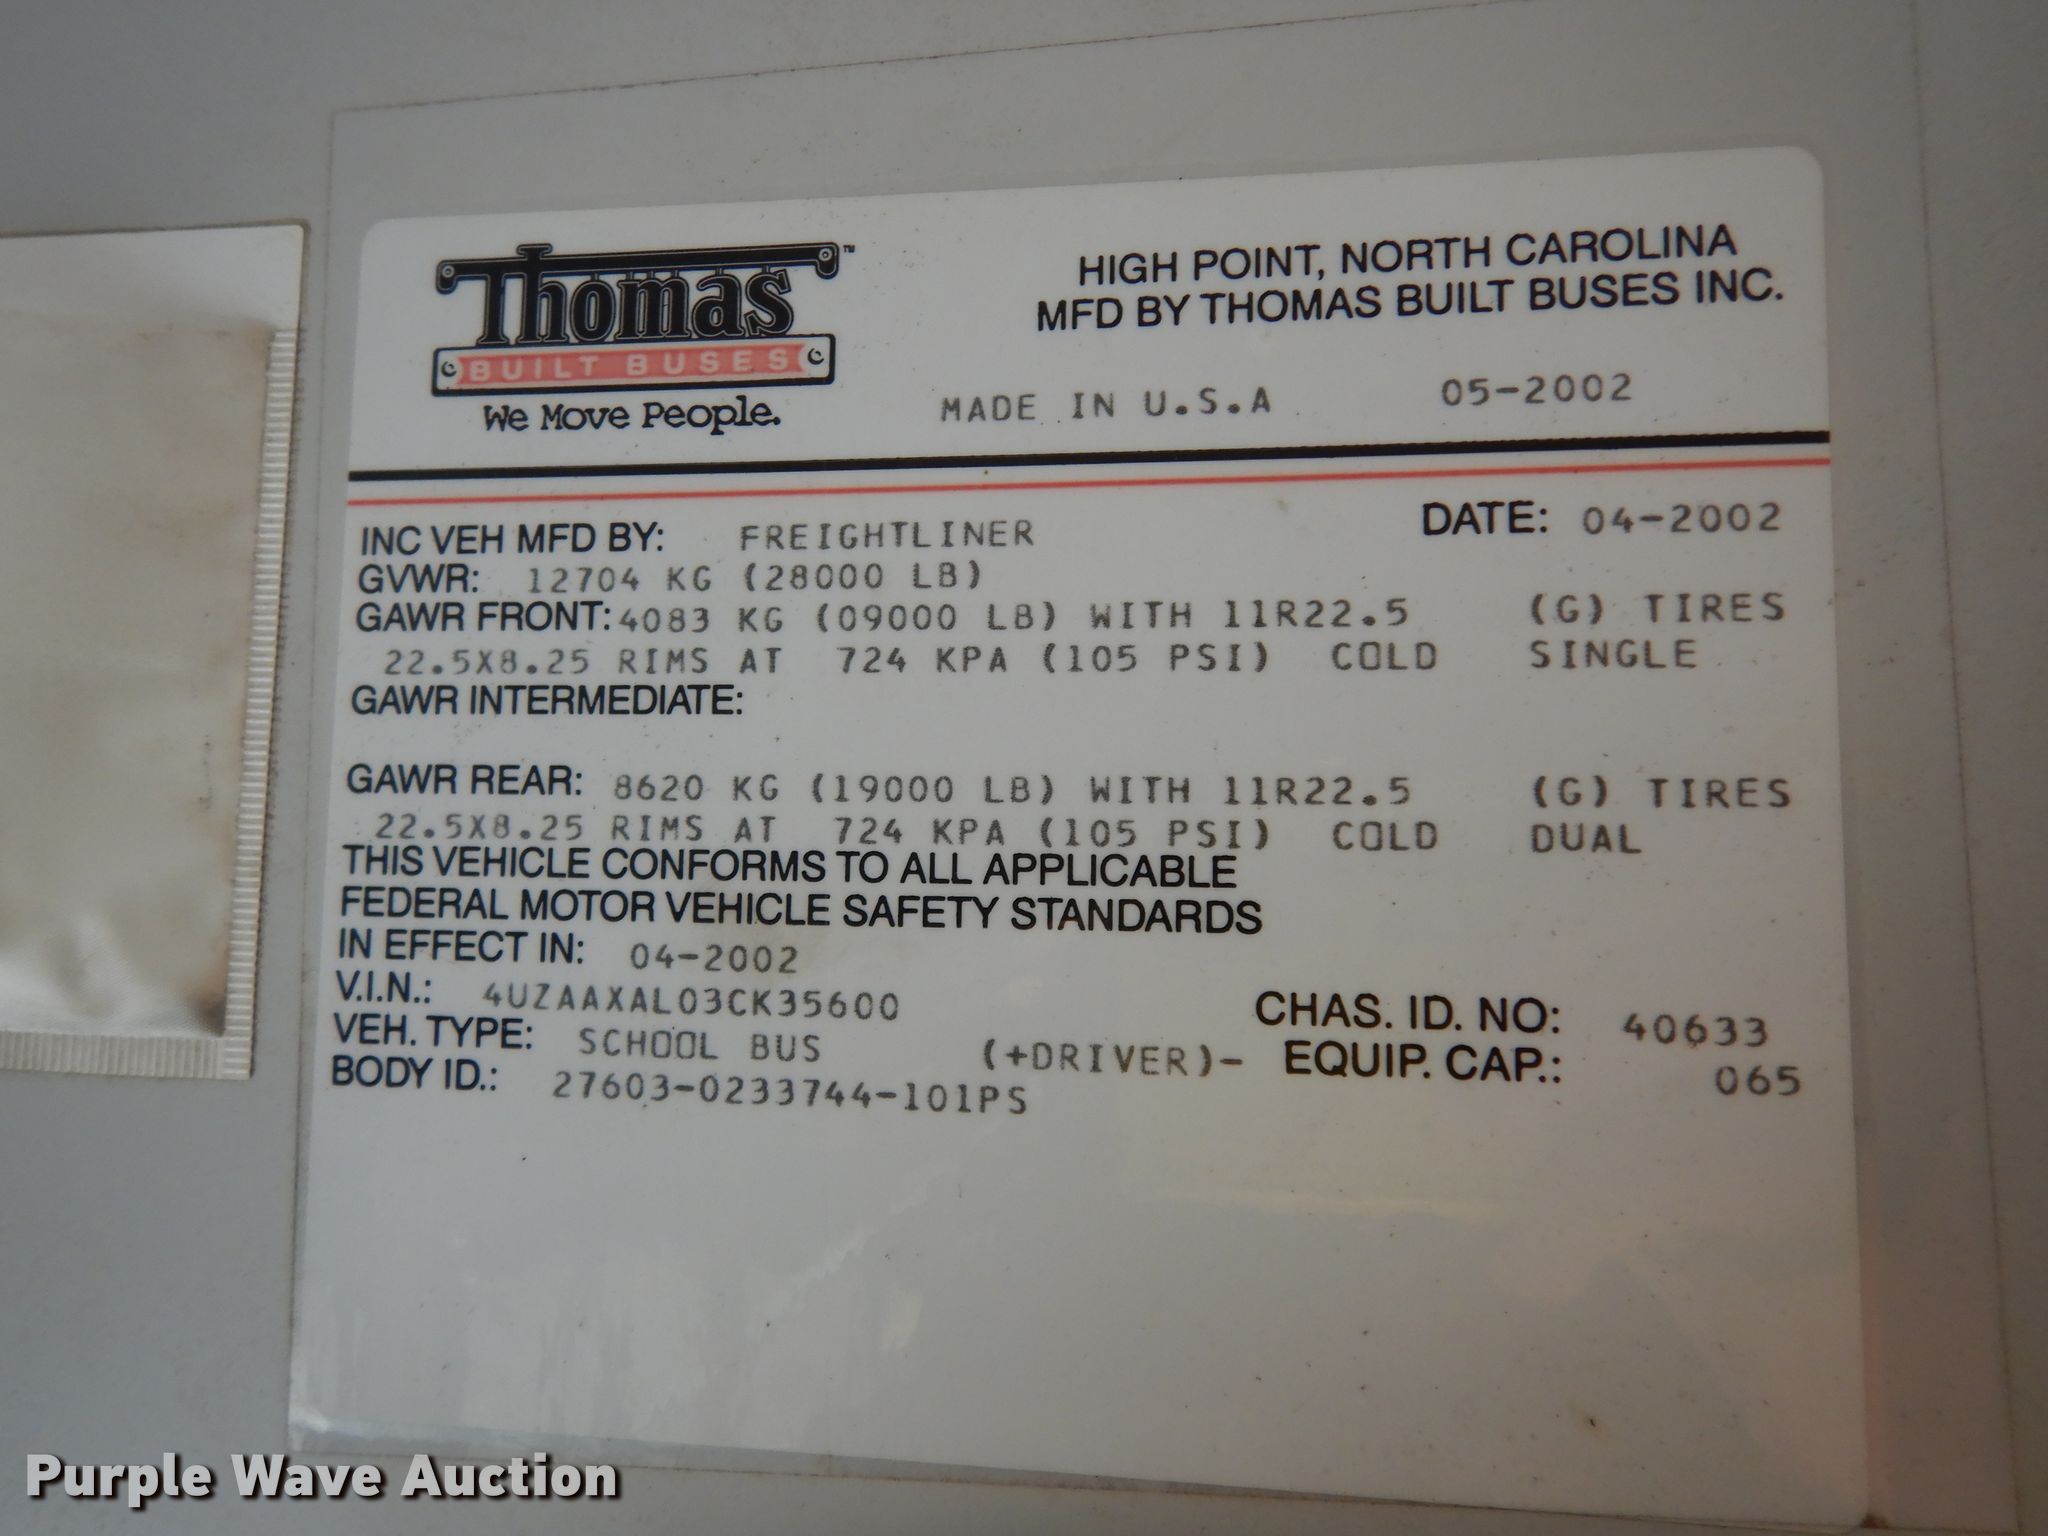 Thomas™
BUILT BUSES
We Move People.
HIGH POINT, NORTH CAROLINA
MFD BY THOMAS BUILT BUSES INC.
MADE IN U.S.A 05-2002
INC VEH MFD BY: FREIGHTLINER DATE: 04-2002
GVWR: 12704 KG (28000 LB)
GAWR FRONT: 4083 KG (09000 LB) WITH 11R22.5 (G) TIRES
22.5X8.25 RIMS AT 724 KPA (105 PSI) COLD SINGLE
GAWR INTERMEDIATE:
GAWR REAR: 8620 KG (19000 LB) WITH 11R22.5 (G) TIRES
22.5X8.25 RIMS AT 724 KPA (105 PSI) COLD DUAL
THIS VEHICLE CONFORMS TO ALL APPLICABLE
FEDERAL MOTOR VEHICLE SAFETY STANDARDS
IN EFFECT IN: 04-2002
V.I.N.: 4UZAAXAL03CK35600 CHAS. ID. NO: 40633
VEH. TYPE: SCHOOL BUS (+DRIVER)- EQUIP. CAP.: 065
BODY ID.: 27603-0233744-101PS
Purple Wave Auction